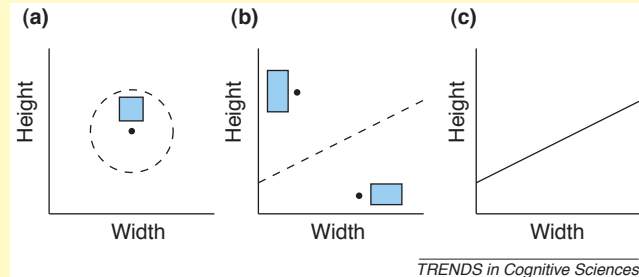 (a)
(b)
(c)
Height
Height
Height
Width
Width
Width
TRENDS in Cognitive Sciences